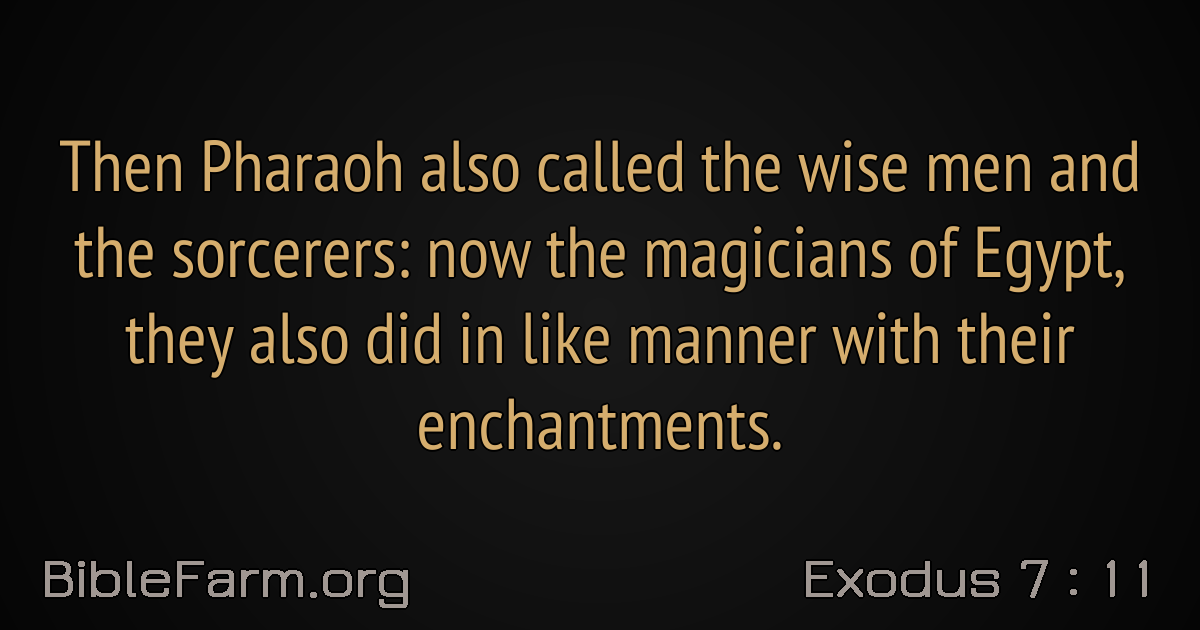 Then Pharaoh also called the wise men and
the sorcerers: now the magicians of Egypt,
they also did in like manner with their
enchantments.
BibleFarm.org
Exodus 7 : 11